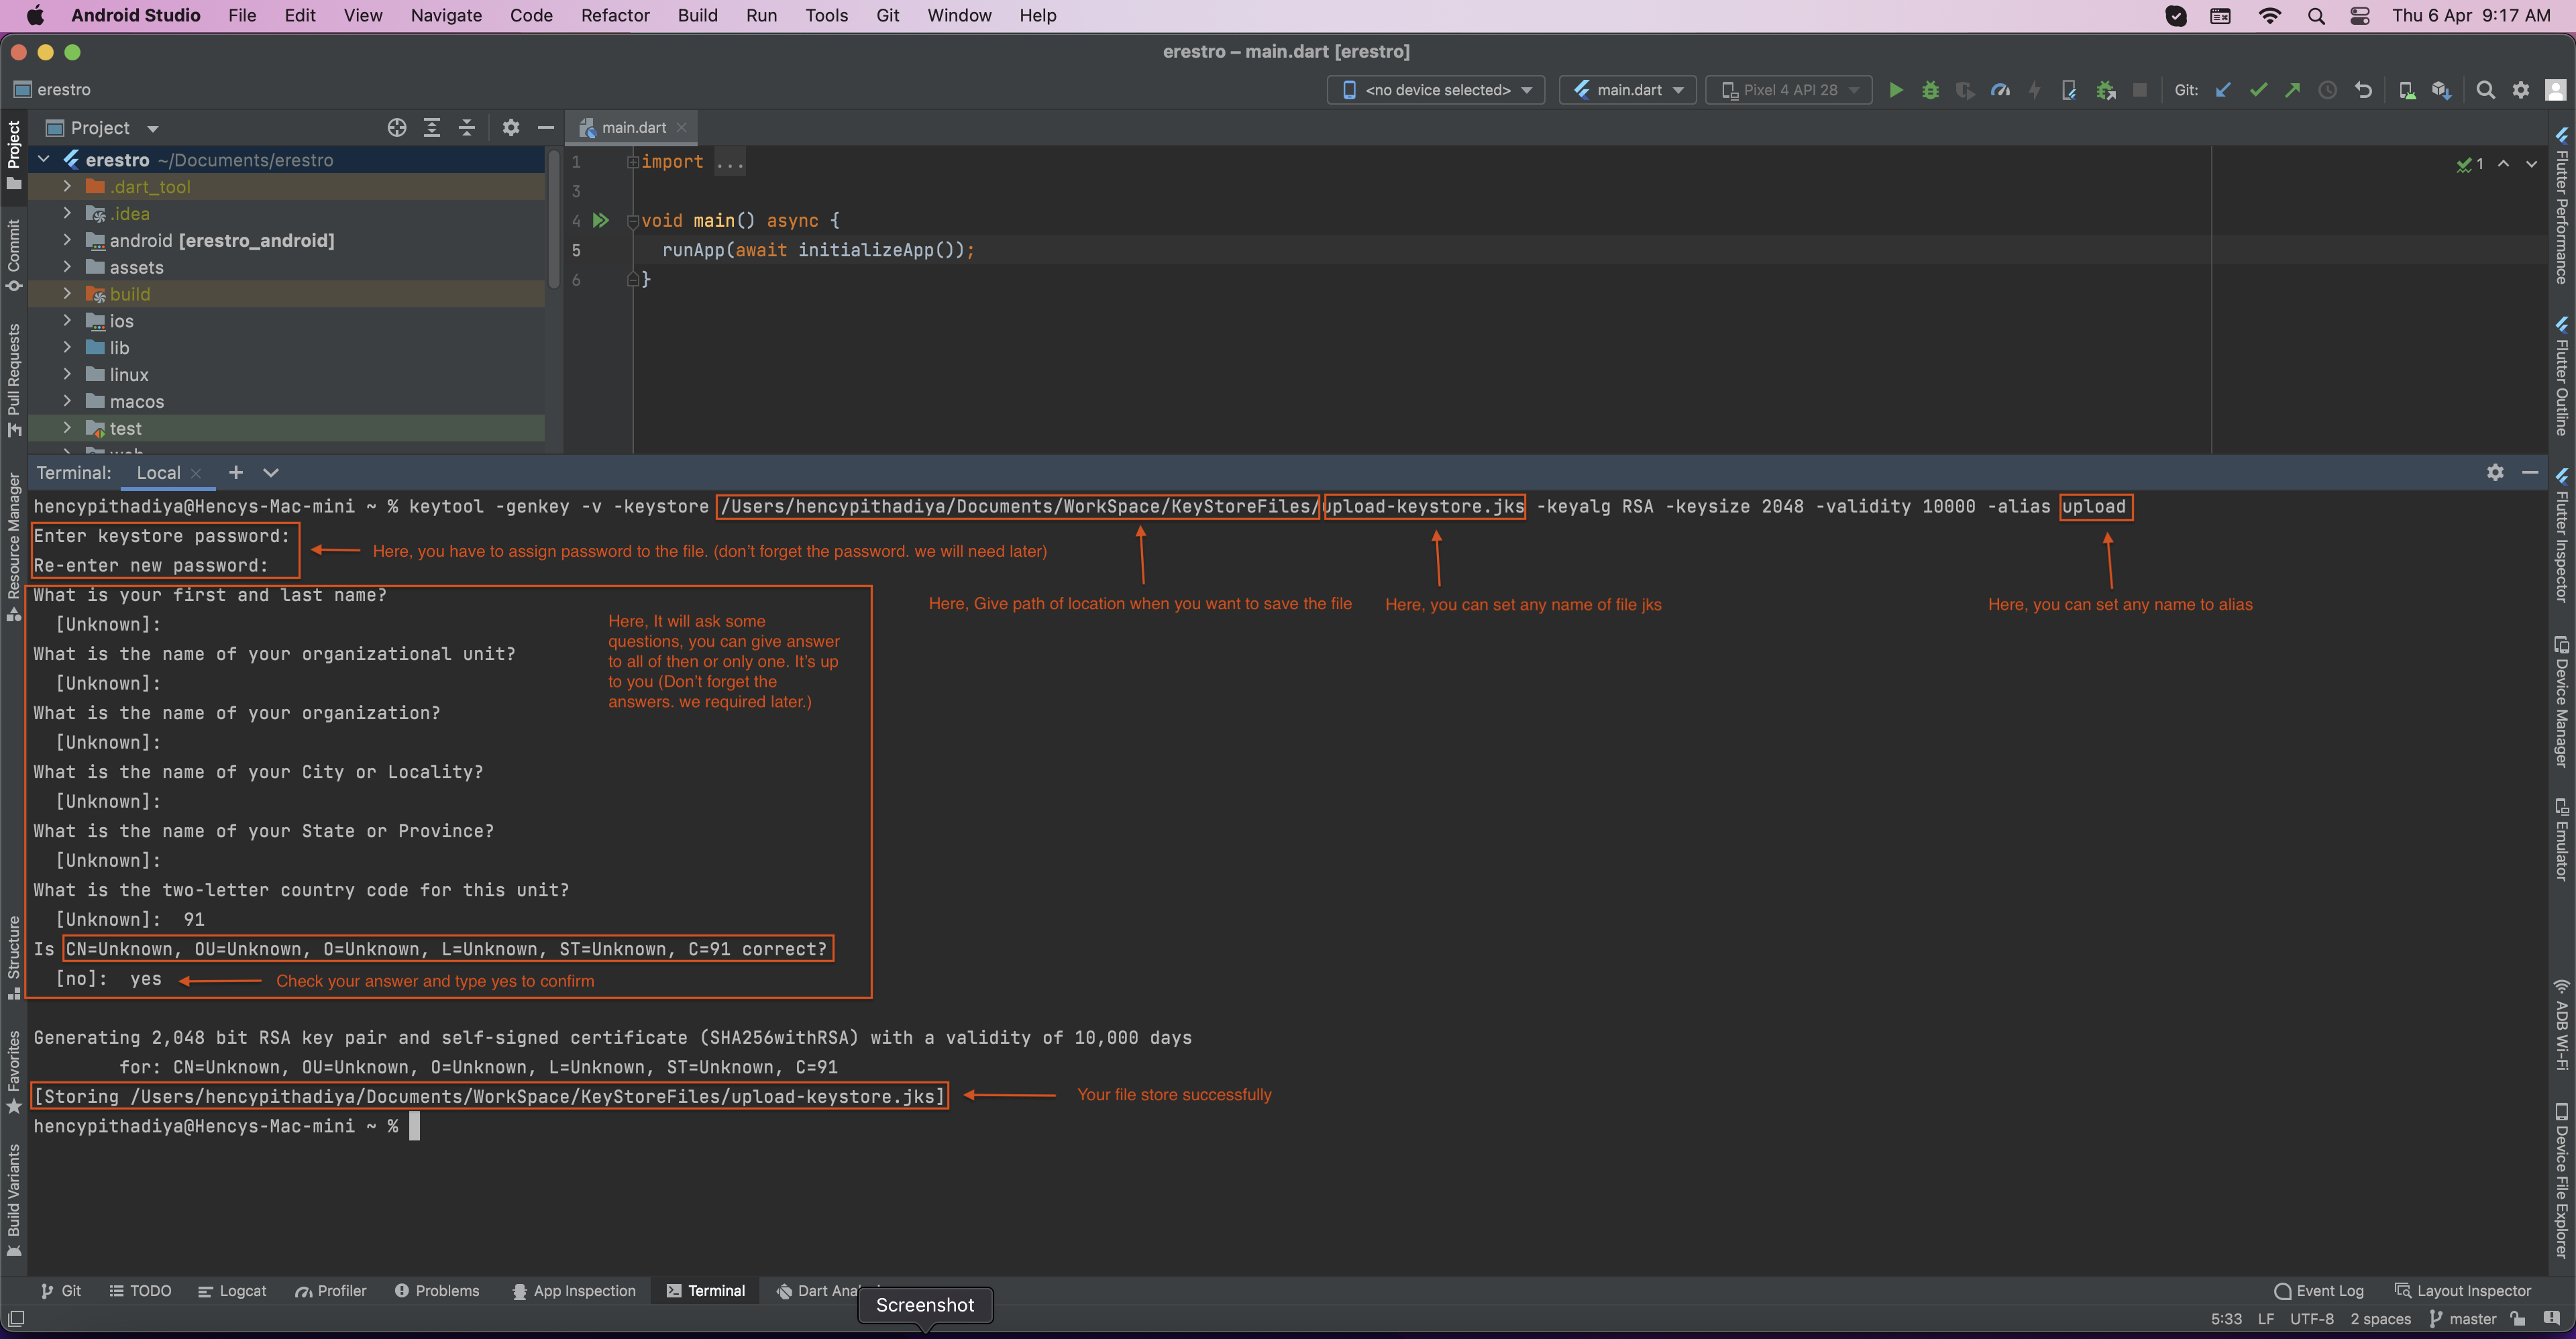 Android Studio File Edit View Navigate Code Refactor Build Run Tools Git Window Help Thu 6 Apr 9:17 AM
erestro – main.dart [erestro]
erestro <no device selected> main.dart Pixel 4 API 28 Git:
Project main.dart
erestro ~/Documents/erestro
.dart_tool
.idea
android [erestro_android]
assets
build
ios
lib
linux
macos
test
1 import ...
3
4 void main() async {
5 runApp(await initializeApp());
6 }
1
Project
Commit
Pull Requests
Resource Manager
Structure
Favorites
Build Variants
Flutter Performance
Flutter Outline
Flutter Inspector
Device Manager
Emulator
ADB Wi-Fi
Device File Explorer
Terminal: Local
hencypithadiya@Hencys-Mac-mini ~ % keytool -genkey -v -keystore /Users/hencypithadiya/Documents/WorkSpace/KeyStoreFiles/upload-keystore.jks -keyalg RSA -keysize 2048 -validity 10000 -alias upload
Enter keystore password:
Here, you have to assign password to the file. (don't forget the password. we will need later)
Re-enter new password:
Here, Give path of location when you want to save the file
Here, you can set any name of file jks
Here, you can set any name to alias
What is your first and last name?
[Unknown]:
What is the name of your organizational unit?
[Unknown]:
What is the name of your organization?
[Unknown]:
What is the name of your City or Locality?
[Unknown]:
What is the name of your State or Province?
[Unknown]:
What is the two-letter country code for this unit?
[Unknown]: 91
Is CN=Unknown, OU=Unknown, O=Unknown, L=Unknown, ST=Unknown, C=91 correct?
[no]: yes
Here, It will ask some
questions, you can give answer
to all of then or only one. It's up
to you (Don't forget the
answers. we required later.)
Check your answer and type yes to confirm
Generating 2,048 bit RSA key pair and self-signed certificate (SHA256withRSA) with a validity of 10,000 days
for: CN=Unknown, OU=Unknown, O=Unknown, L=Unknown, ST=Unknown, C=91
[Storing /Users/hencypithadiya/Documents/WorkSpace/KeyStoreFiles/upload-keystore.jks]
Your file store successfully
hencypithadiya@Hencys-Mac-mini ~ %
Git TODO Logcat Profiler Problems App Inspection Terminal Dart Ana Event Log Layout Inspector
Screenshot
5:33 LF UTF-8 2 spaces master